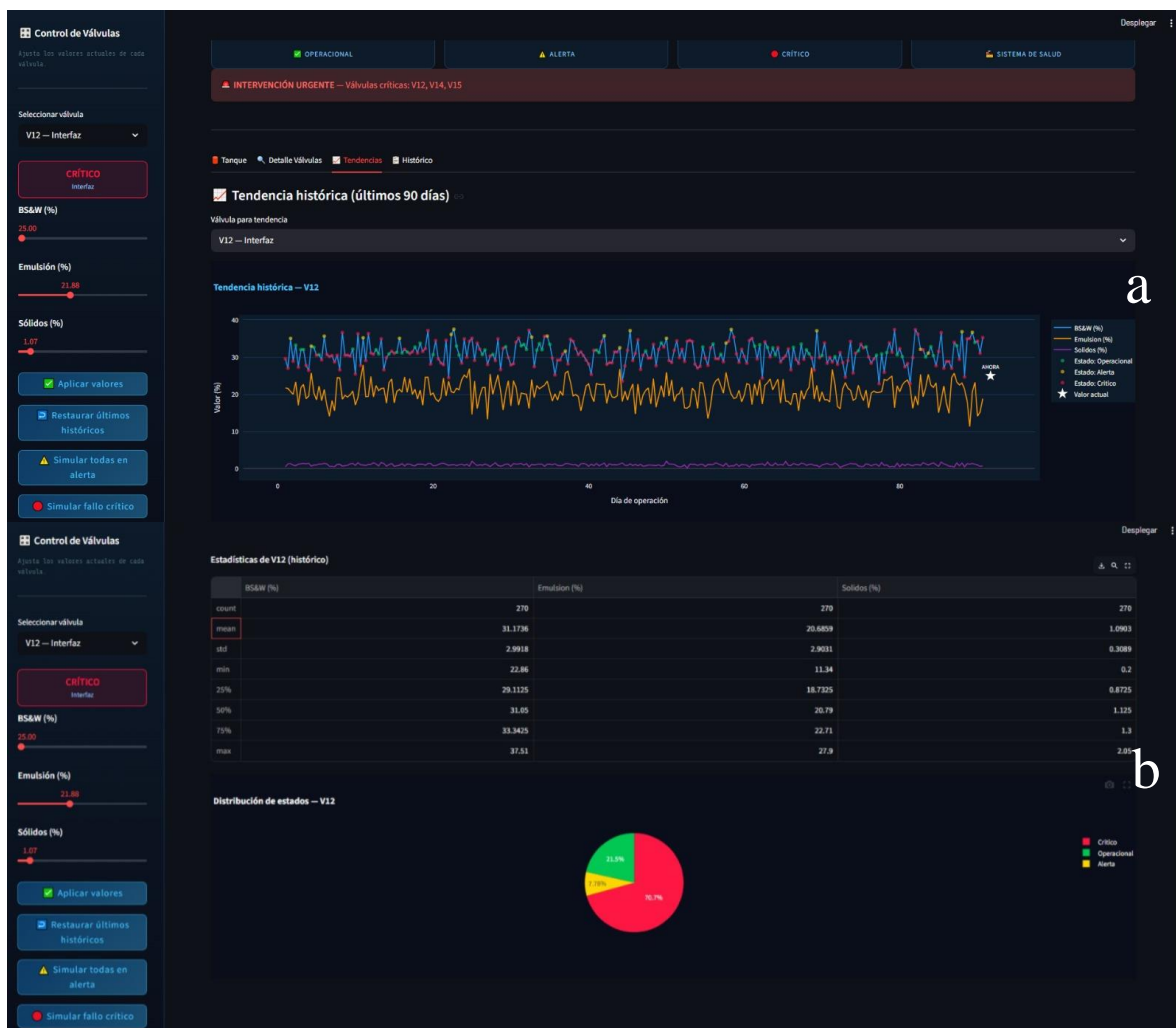 Desplegar
🎛️ Control de Válvulas
Ajusta los valores actuales de cada
válvula.
Seleccionar válvula
V12 — Interfaz
CRÍTICO
Interfaz
BS&W (%)
25.00
Emulsión (%)
21.88
Sólidos (%)
1.07
✅ Aplicar valores
Restaurar últimos
históricos
⚠️ Simular todas en
alerta
🔴 Simular fallo crítico
✅ OPERACIONAL
⚠️ ALERTA
🔴 CRÍTICO
SISTEMA DE SALUD
🚨 INTERVENCIÓN URGENTE — Válvulas críticas: V12, V14, V15
Tanque 🔍 Detalle Válvulas 📈 Tendencias 📋 Histórico
📈 Tendencia histórica (últimos 90 días)
Válvula para tendencia
V12 — Interfaz
a
Tendencia histórica — V12
Valor (%)
40
30
20
10
0
0 20 40 60 80
Día de operación
AHORA
BS&W (%)
Emulsion (%)
Solidos (%)
Estado: Operacional
Estado: Alerta
Estado: Crítico
Valor actual
Desplegar
🎛️ Control de Válvulas
Ajusta los valores actuales de cada
válvula.
Seleccionar válvula
V12 — Interfaz
CRÍTICO
Interfaz
BS&W (%)
25.00
Emulsión (%)
21.88
Sólidos (%)
1.07
✅ Aplicar valores
Restaurar últimos
históricos
⚠️ Simular todas en
alerta
🔴 Simular fallo crítico
Estadísticas de V12 (histórico)
BS&W (%) Emulsion (%) Solidos (%)
count 270 270 270
mean 31.1736 20.6859 1.0903
std 2.9918 2.9031 0.3089
min 22.86 11.34 0.2
25% 29.1125 18.7325 0.8725
50% 31.05 20.79 1.125
75% 33.3425 22.71 1.3
max 37.51 27.9 2.05
b
Distribución de estados — V12
21.5%
7.78%
70.7%
Crítico
Operacional
Alerta